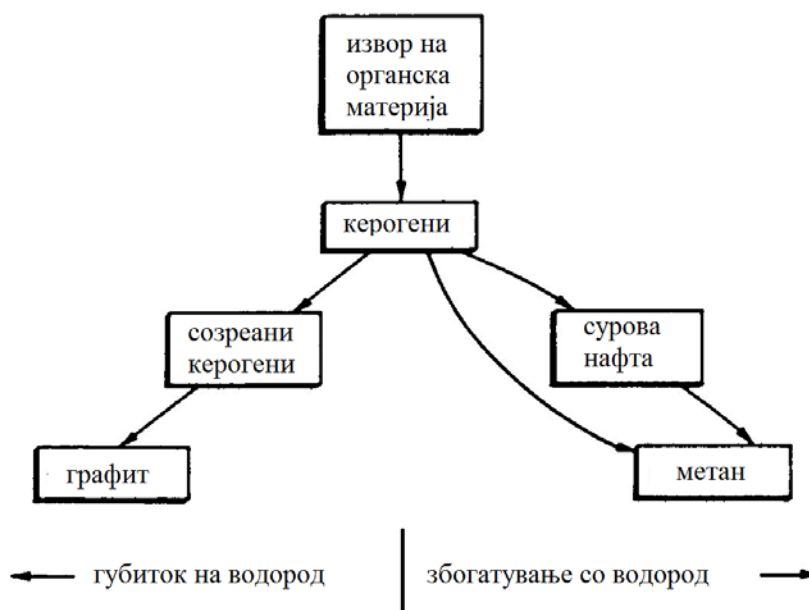 извор на
органска
материја
керогени
созреани
керогени
сурова
нафта
графит
метан
губиток на водород
збогатување со водород